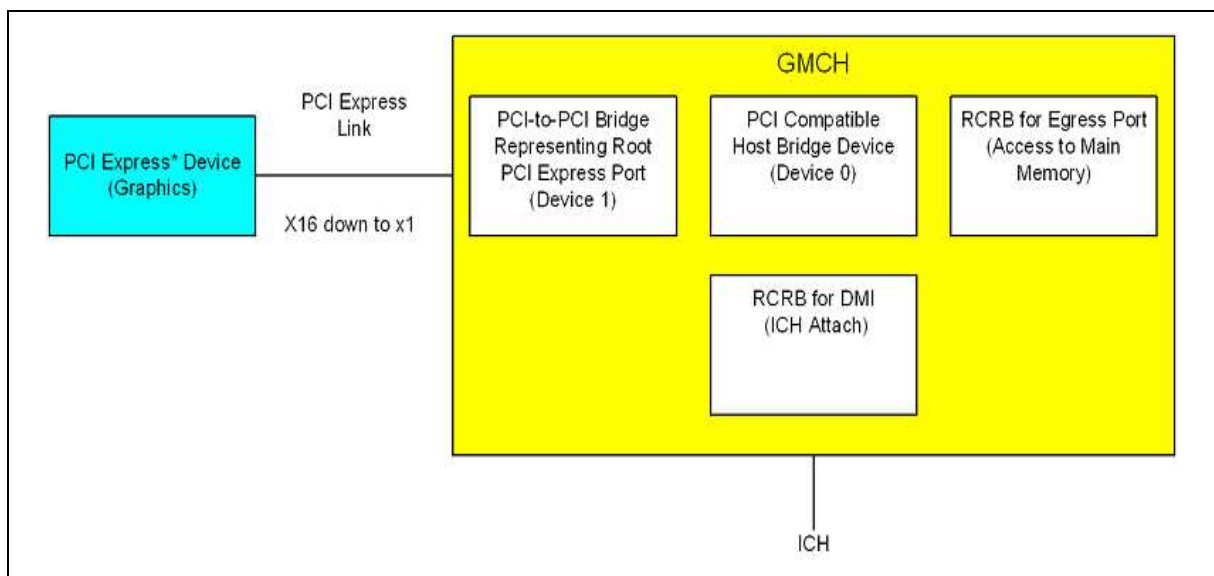 GMCH
PCI Express
Link
PCI Express* Device
(Graphics)
X16 down to x1
PCI-to-PCI Bridge
Representing Root
PCI Express Port
(Device 1)
PCI Compatible
Host Bridge Device
(Device 0)
RCRB for Egress Port
(Access to Main
Memory)
RCRB for DMI
(ICH Attach)
ICH